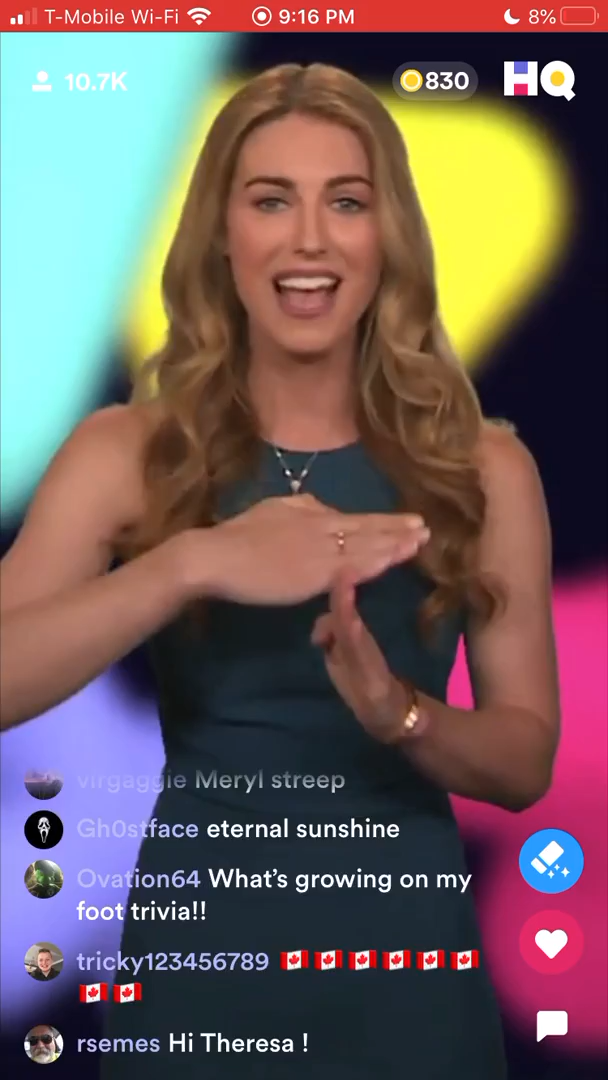 T-Mobile Wi-Fi 9:16 PM 8%
10.7K 830 HQ
virgaggie Meryl streep
Gh0stface eternal sunshine
Ovation64 What's growing on my
foot trivia!!
tricky123456789 🇨🇦🇨🇦🇨🇦🇨🇦🇨🇦🇨🇦
🇨🇦🇨🇦
rsemes Hi Theresa !